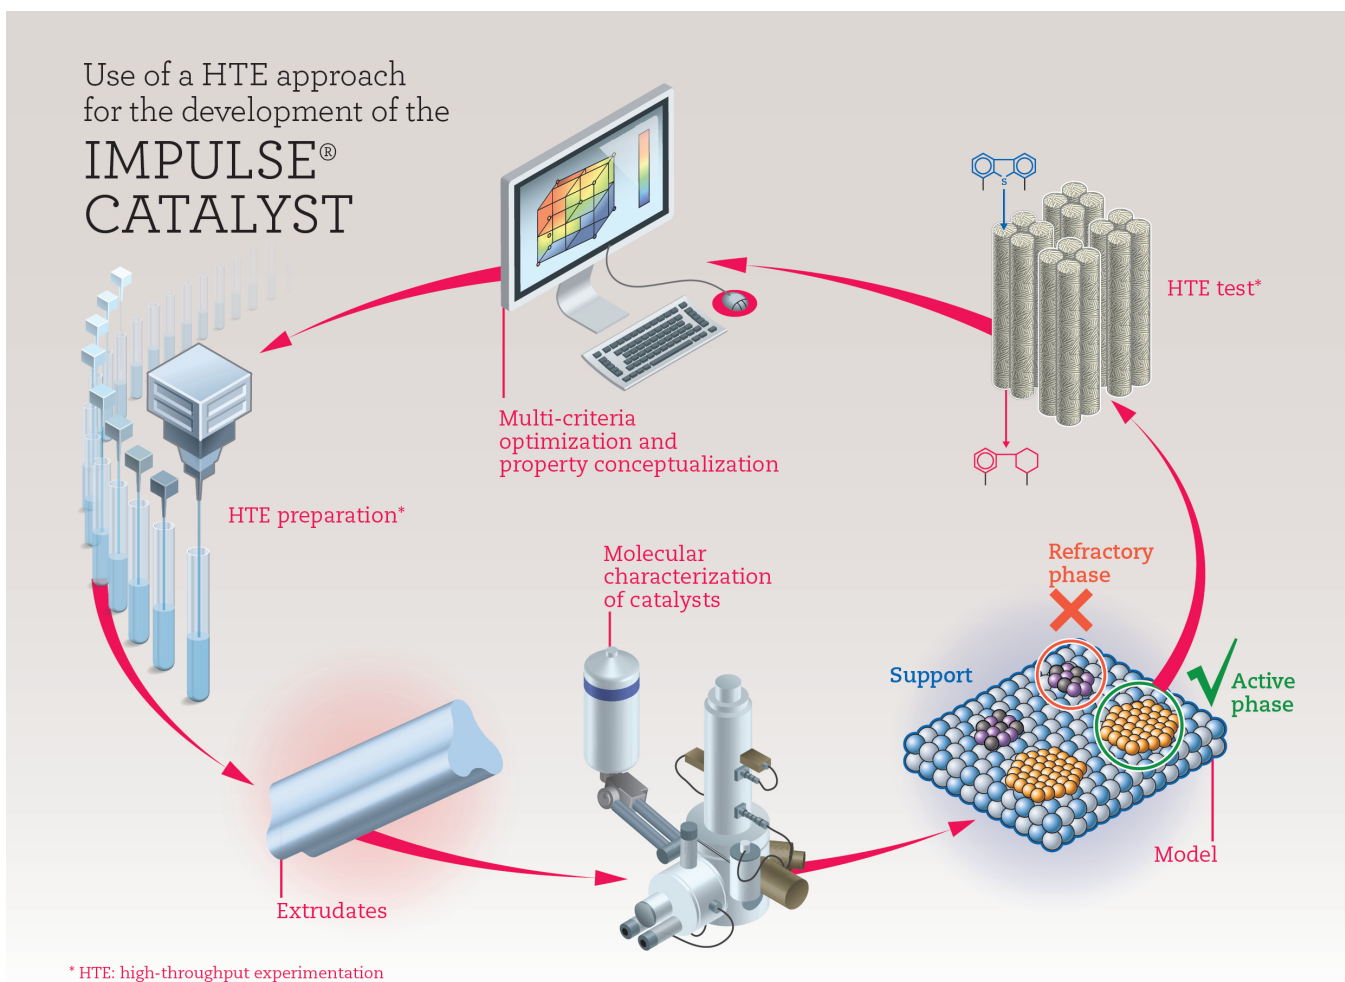 Use of a HTE approach
for the development of the
IMPULSE®
CATALYST
S
HTE test*
Multi-criteria
optimization and
property conceptualization
HTE preparation*
Molecular
characterization
of catalysts
Refractory
phase
Support
Active
phase
Model
Extrudates
* HTE: high-throughput experimentation